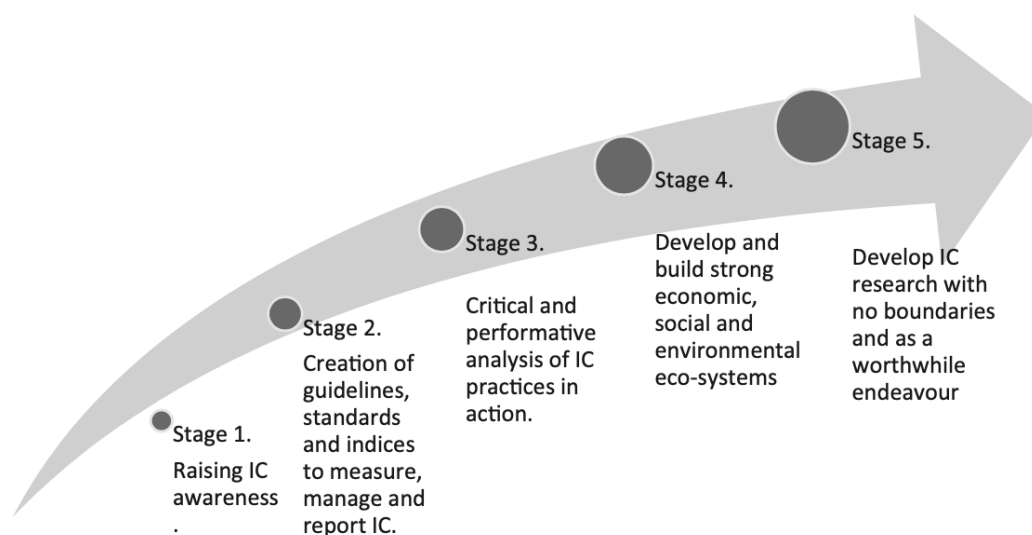 Stage 1.
Raising IC
awareness
.
Stage 2.
Creation of
guidelines,
standards
and indices
to measure,
manage and
report IC.
Stage 3.
Critical and
performative
analysis of IC
practices in
action.
Stage 4.
Develop and
build strong
economic,
social and
environmental
eco-systems
Stage 5.
Develop IC
research with
no boundaries
and as a
worthwhile
endeavour